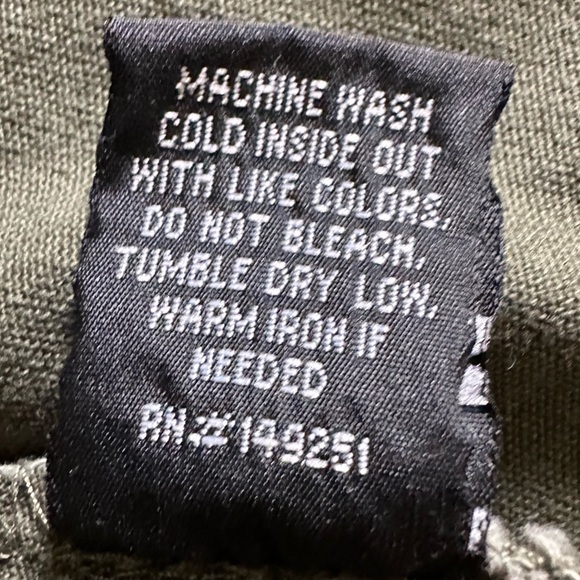 MACHINE WASH
COLD INSIDE OUT
WITH LIKE COLORS.
DO NOT BLEACH.
TUMBLE DRY LOW.
WARM IRON IF
NEEDED
RN#149251